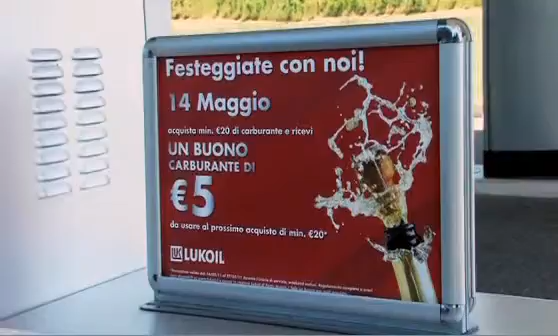 Festeggiate con noi!
14 Maggio
acquista min. €20 di carburante e ricevi
UN BUONO
CARBURANTE DI
€5
da usare al prossimo acquisto di min. €20*
LUKOIL